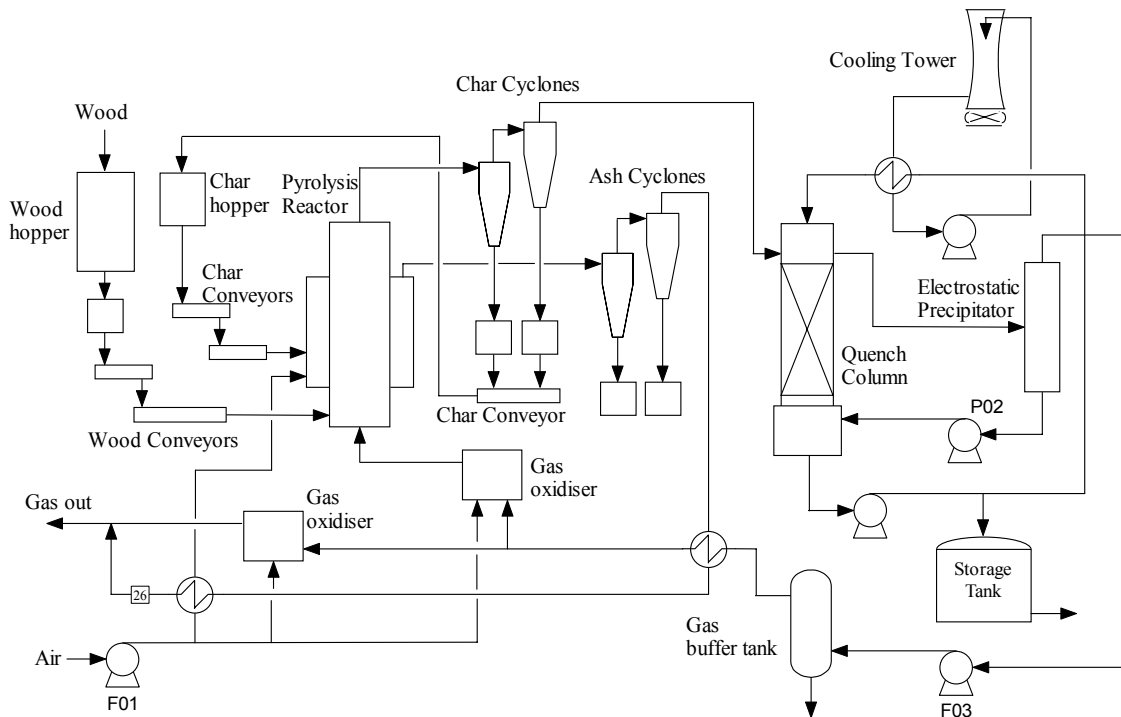 Cooling Tower
Char Cyclones
Wood
Ash Cyclones
Char
hopper
Pyrolysis
Reactor
Wood
hopper
Char
Conveyors
Electrostatic
Precipitator
Quench
Column
P02
Char Conveyor
Wood Conveyors
Gas
oxidiser
Gas out
Gas
oxidiser
Storage
Tank
26
Gas
buffer tank
Air
F01
F03